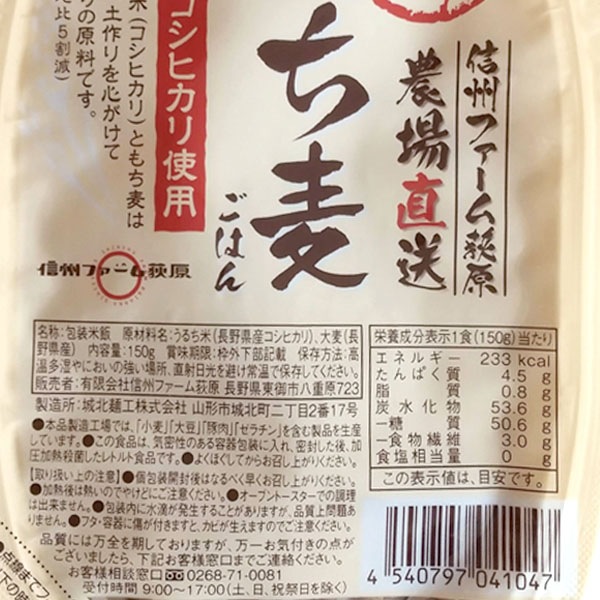 信州ファーム荻原
農場直送
ち麦
ごはん
コシヒカリ使用
米(コシヒカリ)ともち麦は
土作りを心がけて
りの原料です。
比5割減)
信州ファーム荻原
名称:包装米飯 原材料名:うるち米(長野県産コシヒカリ)、大麦(長
野県産) 内容量:150g 賞味期限:枠外下部記載 保存方法:高
温多湿やにおいの強い場所、直射日光を避け常温で保存してください。
販売者:有限会社信州ファーム荻原 長野県東御市八重原723
製造所:城北麺工株式会社 山形市城北町二丁目2番17号
●本品製造工場では、「小麦」「大豆」「豚肉」「ゼラチン」を含む製品を生産
しています。●この食品は、気密性のある容器包装に入れ、密封した後、加
圧加熱殺菌したレトルト食品です。●よくほぐしてからお召し上がりください。
【取り扱い上の注意】●個包装開封後はなるべく早くお召し上がりください。
●加熱後は熱いのでやけどにご注意ください。●オーブントースターでの調理
は出来ません。●包装内に水滴が発生することがありますが、品質上問題あ
りません。●フタ・容器に傷が付きますと、カビが生えますのでご注意ください。
品質には万全を期しておりますが、万一お気付きの点が
ございましたら、下記お客様窓口までご連絡ください。
お客様相談窓口 0268-71-0081
受付時間 9:00〜17:00(土、日、祝祭日を除く)
栄養成分表示1食(150g)当たり
エネルギー 233 kcal
たんぱく質 4.5 g
脂質 0.8 g
炭水化物 53.6 g
-糖質 50.6 g
-食物繊維 3.0 g
食塩相当量 0 g
この表示値は、目安です。
4 540797 041047
点線まで